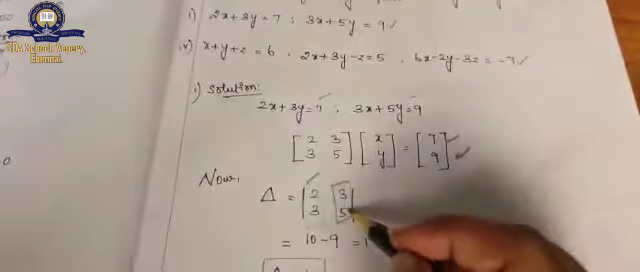 SDA School, Vepery, Chennai.
i) 2x+3y=7 ; 3x+5y=9
iv) x+y+z=6 , 2x+3y-z=5 , 6x-2y-3z=-7
i) Solution:
2x+3y=7 ; 3x+5y=9
[2 3 [x = [7
3 5] y] 9]
Now,
Δ = |2 3
3 5|
= 10-9 =1